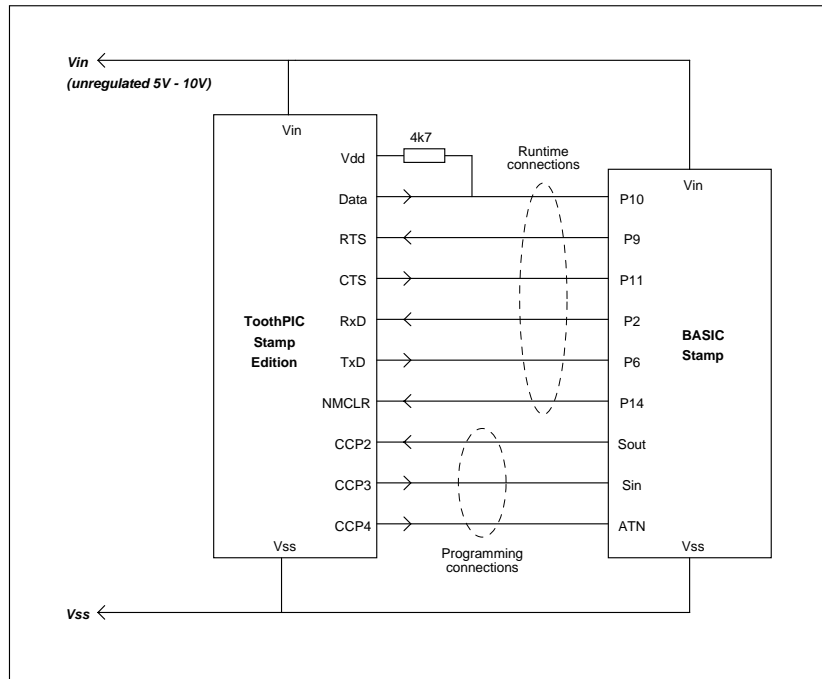 Vin
(unregulated 5V - 10V)
Vin
4k7
Vdd
Runtime
connections
Vin
Data
P10
RTS
P9
CTS
P11
ToothPIC
Stamp
Edition
RxD
P2
BASIC
Stamp
TxD
P6
NMCLR
P14
CCP2
Sout
CCP3
Sin
CCP4
ATN
Vss
Programming
connections
Vss
Vss